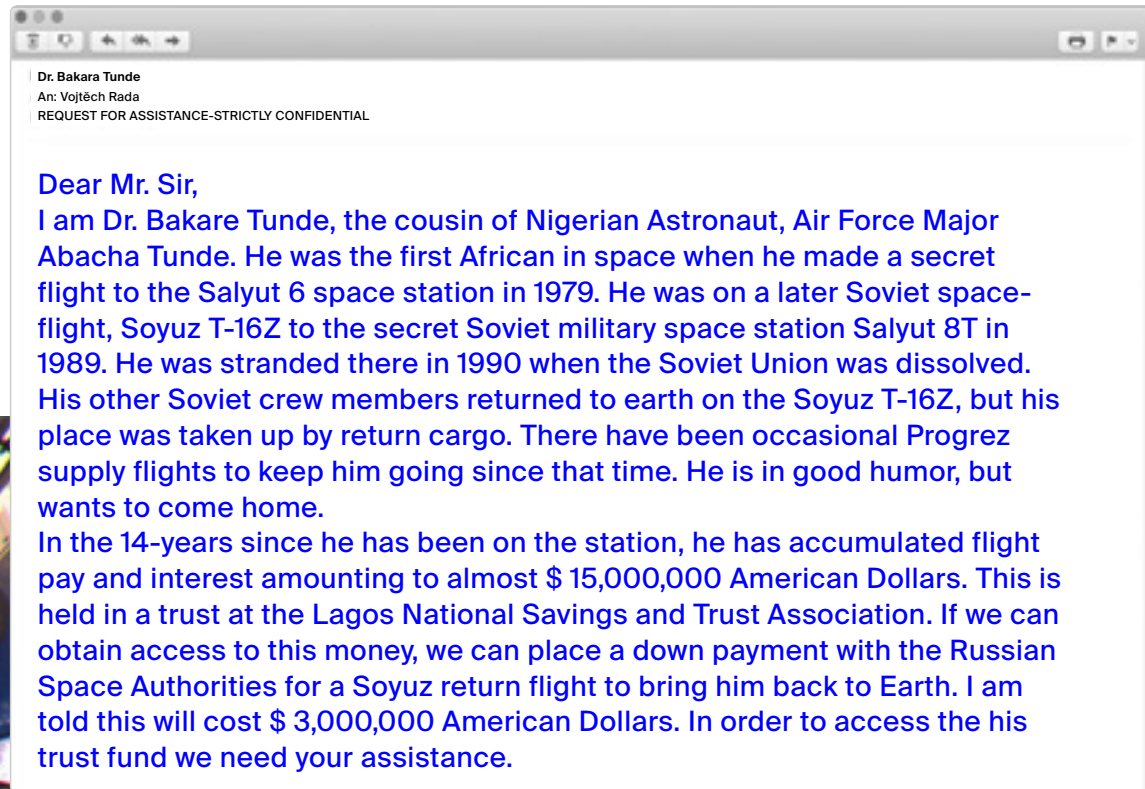 Dr. Bakara Tunde
An: Vojtěch Rada
REQUEST FOR ASSISTANCE-STRICTLY CONFIDENTIAL
Dear Mr. Sir,
I am Dr. Bakare Tunde, the cousin of Nigerian Astronaut, Air Force Major
Abacha Tunde. He was the first African in space when he made a secret
flight to the Salyut 6 space station in 1979. He was on a later Soviet space-
flight, Soyuz T-16Z to the secret Soviet military space station Salyut 8T in
1989. He was stranded there in 1990 when the Soviet Union was dissolved.
His other Soviet crew members returned to earth on the Soyuz T-16Z, but his
place was taken up by return cargo. There have been occasional Progrez
supply flights to keep him going since that time. He is in good humor, but
wants to come home.
In the 14-years since he has been on the station, he has accumulated flight
pay and interest amounting to almost $ 15,000,000 American Dollars. This is
held in a trust at the Lagos National Savings and Trust Association. If we can
obtain access to this money, we can place a down payment with the Russian
Space Authorities for a Soyuz return flight to bring him back to Earth. I am
told this will cost $ 3,000,000 American Dollars. In order to access the his
trust fund we need your assistance.